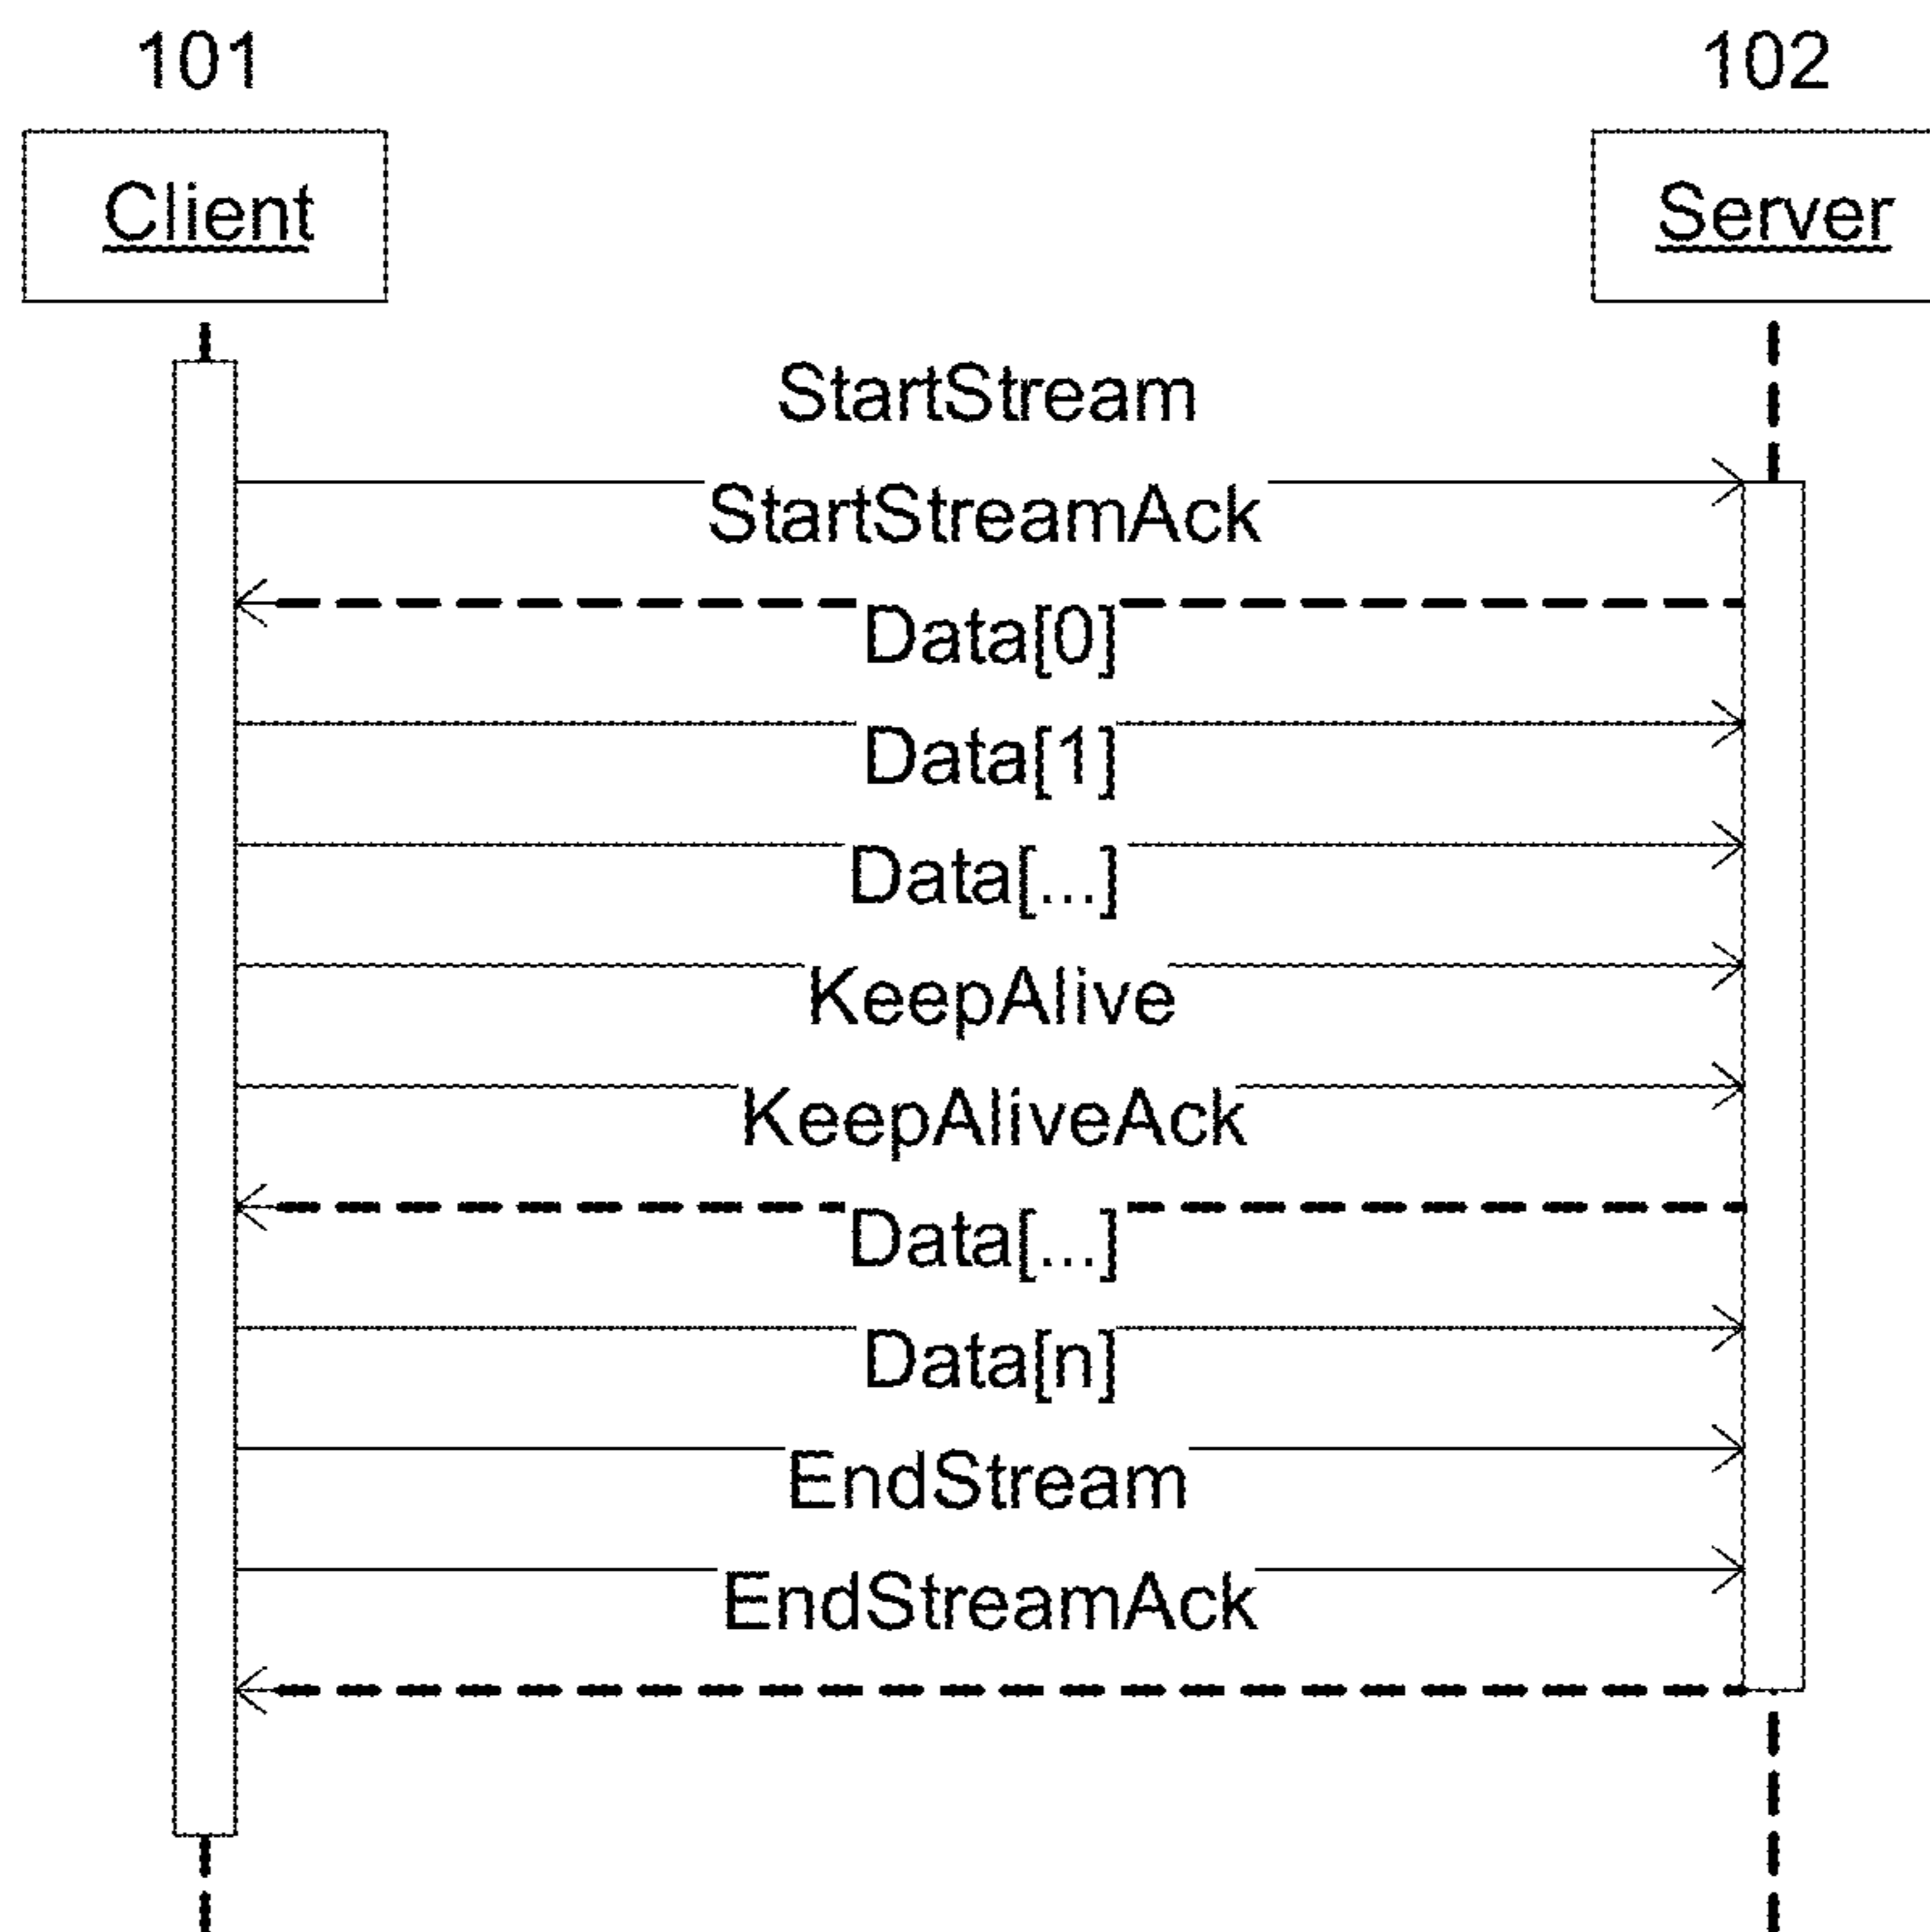 101
102
Client
Server
StartStream
StartStreamAck
Data[0]
Data[1]
Data[...]
KeepAlive
KeepAliveAck
Data[...]
Data[n]
EndStream
EndStreamAck